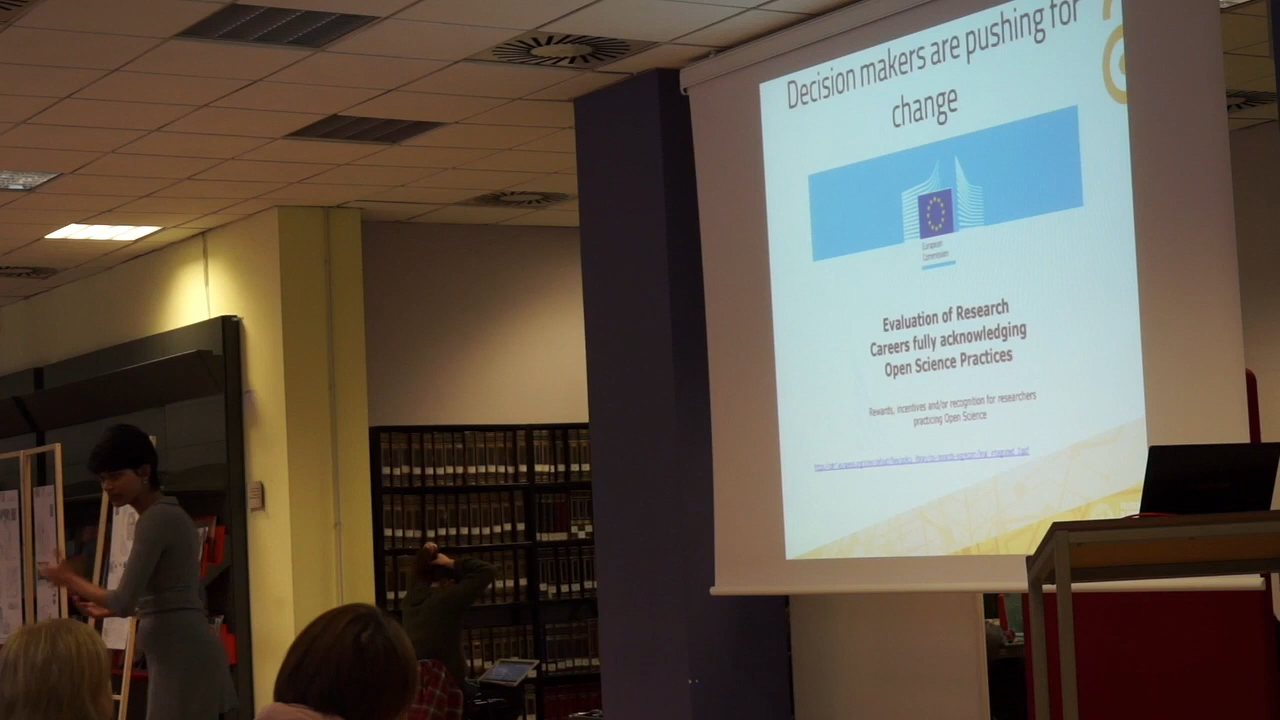 Decision makers are pushing for
change
European
Commission
Evaluation of Research
Careers fully acknowledging
Open Science Practices
Rewards, incentives and/or recognition for researchers
practicing Open Science